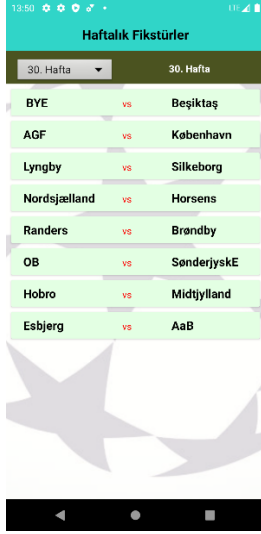 13:50 LTE
Haftalık Fikstürler
30. Hafta 30. Hafta
BYE vs Beşiktaş
AGF vs København
Lyngby vs Silkeborg
Nordsjælland vs Horsens
Randers vs Brøndby
OB vs SønderjyskE
Hobro vs Midtjylland
Esbjerg vs AaB